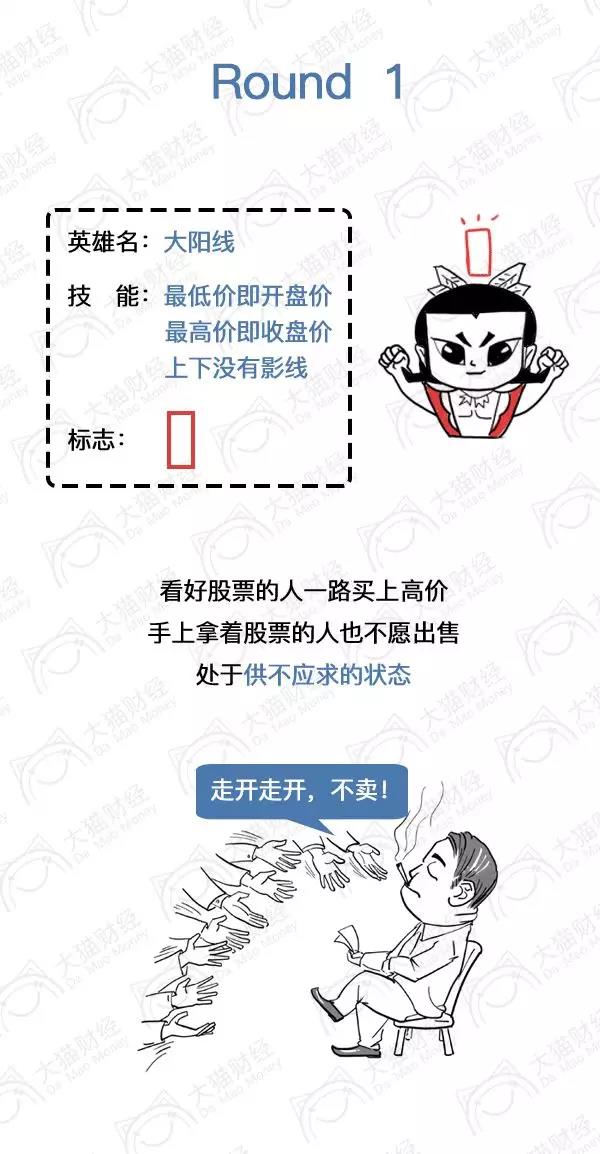 Round 1
英雄名：大阳线
技 能：最低价即开盘价
最高价即收盘价
上下没有影线
标志：
看好股票的人一路买上高价
手上拿着股票的人也不愿出售
处于供不应求的状态
走开走开，不卖！
大猫财经
Da Mao Money